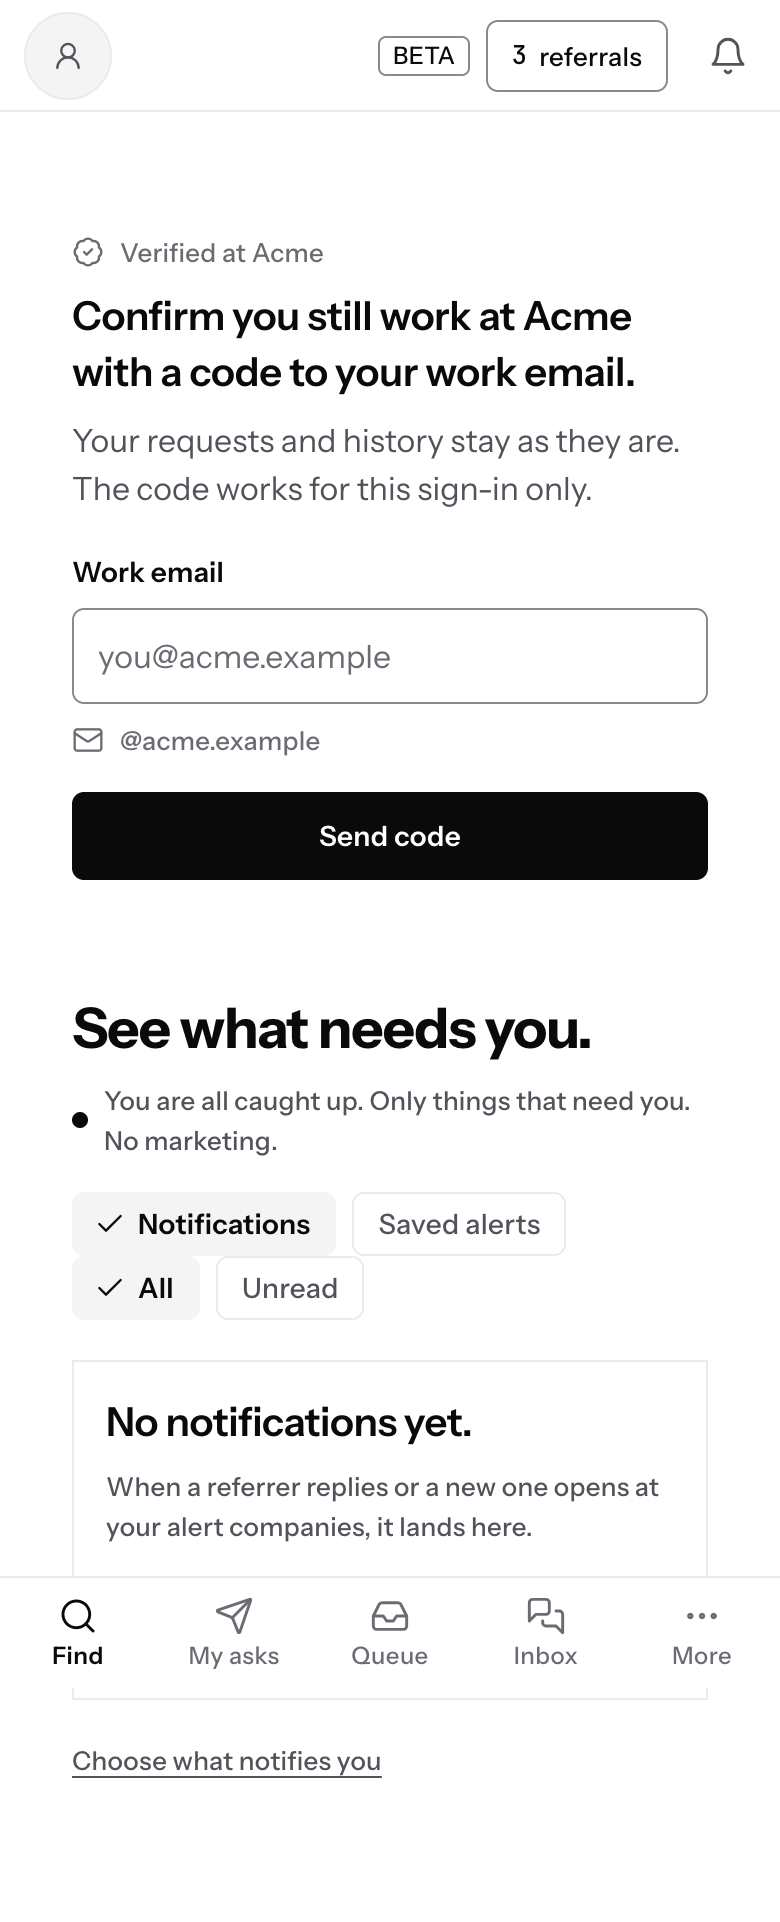 BETA
3 referrals
Verified at Acme
Confirm you still work at Acme
with a code to your work email.
Your requests and history stay as they are.
The code works for this sign-in only.
Work email
you@acme.example
@acme.example
Send code
See what needs you.
You are all caught up. Only things that need you.
No marketing.
Notifications Saved alerts
All Unread
No notifications yet.
When a referrer replies or a new one opens at
your alert companies, it lands here.
Find My asks Queue Inbox More
Choose what notifies you